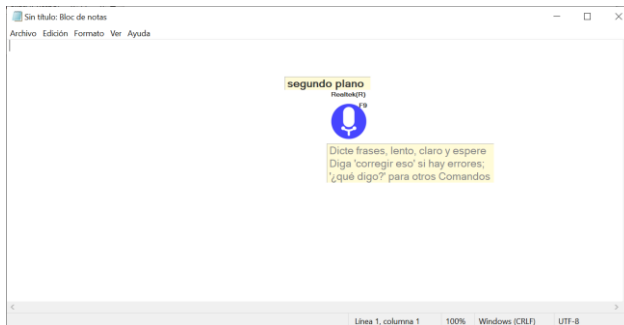 Sin título: Bloc de notas
Archivo Edición Formato Ver Ayuda
segundo plano
Realtek(R)
F9
Dicte frases, lento, claro y espere
Diga 'corregir eso' si hay errores;
'¿qué digo?' para otros Comandos
Línea 1, columna 1 100% Windows (CRLF) UTF-8